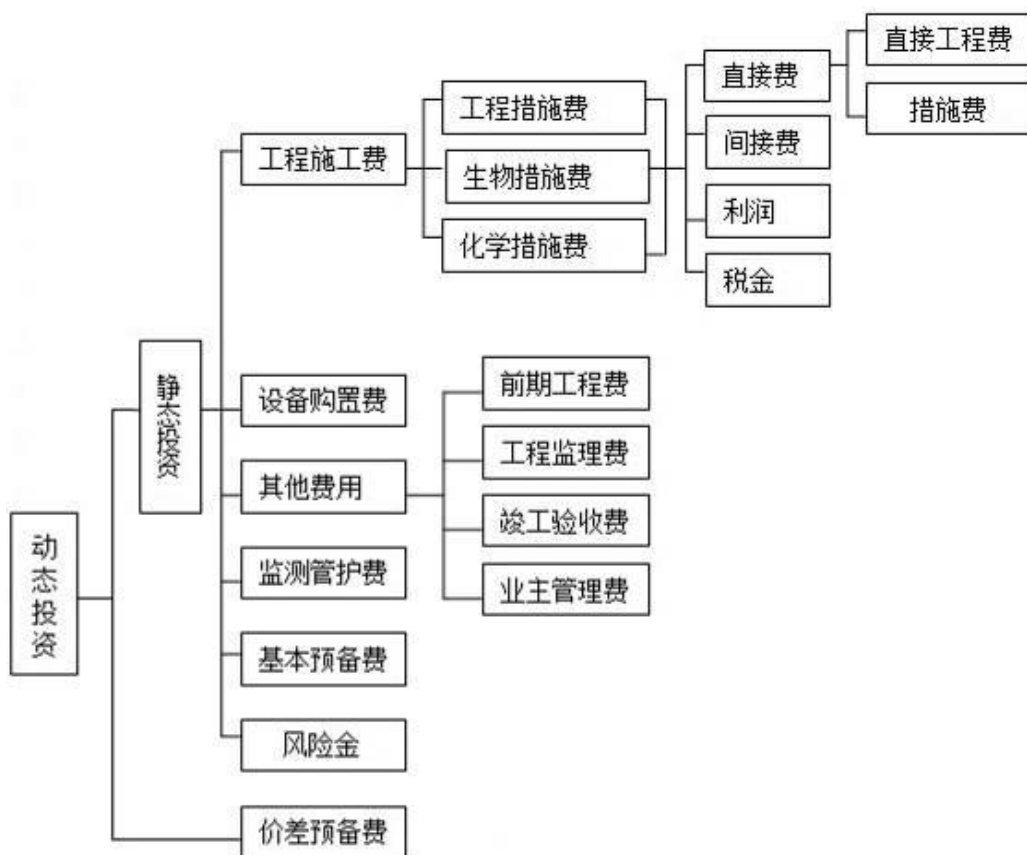 直接工程费
措施费
直接费
间接费
利润
税金
工程措施费
生物措施费
化学措施费
工程施工费
静态投资
设备购置费
其他费用
前期工程费
工程监理费
竣工验收费
业主管理费
监测管护费
基本预备费
风险金
动态投资
价差预备费